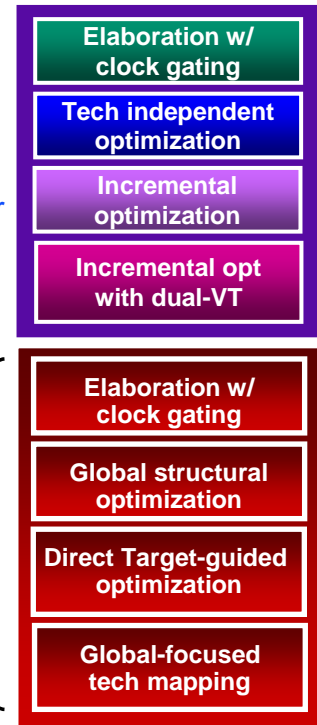 Elaboration w/
clock gating
Tech independent
optimization
Incremental
optimization
Incremental opt
with dual-VT
Elaboration w/
clock gating
Global structural
optimization
Direct Target-guided
optimization
Global-focused
tech mapping